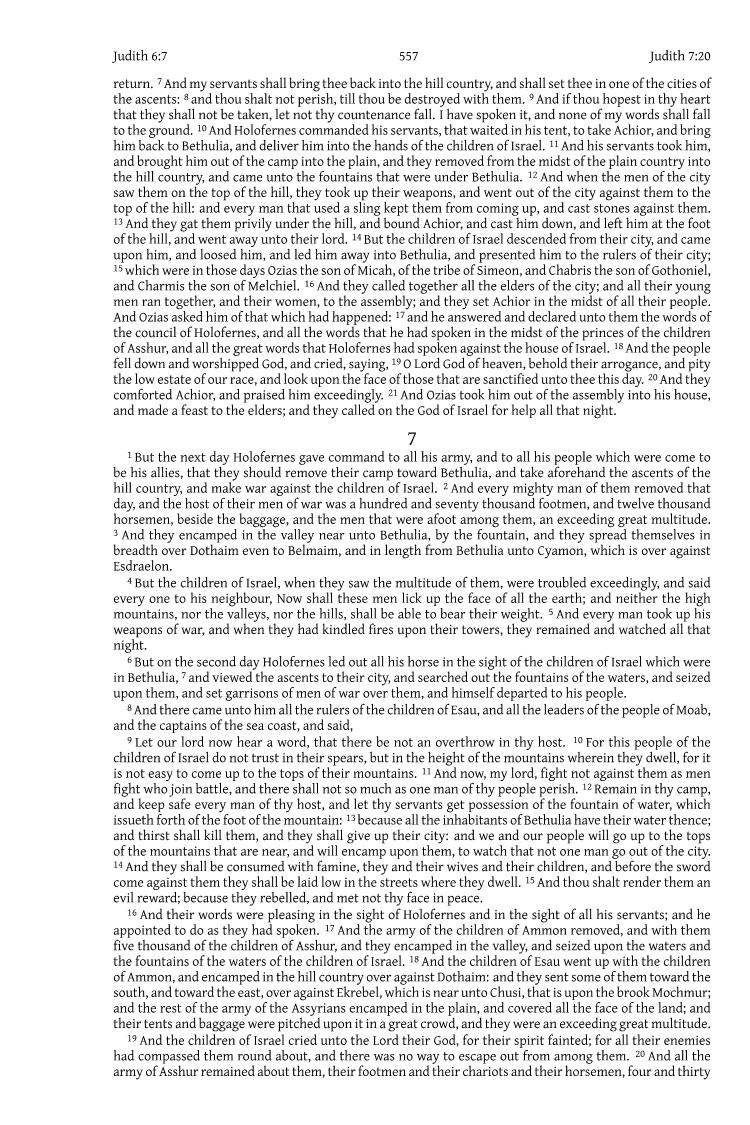 Judith 6:7 557 Judith 7:20
return. 7 And my servants shall bring thee back into the hill country, and shall set thee in one of the cities of
the ascents: 8 and thou shalt not perish, till thou be destroyed with them. 9 And if thou hopest in thy heart
that they shall not be taken, let not thy countenance fall. I have spoken it, and none of my words shall fall
to the ground. 10 And Holofernes commanded his servants, that waited in his tent, to take Achior, and bring
him back to Bethulia, and deliver him into the hands of the children of Israel. 11 And his servants took him,
and brought him out of the camp into the plain, and they removed from the midst of the plain country into
the hill country, and came unto the fountains that were under Bethulia. 12 And when the men of the city
saw them on the top of the hill, they took up their weapons, and went out of the city against them to the
top of the hill: and every man that used a sling kept them from coming up, and cast stones against them.
13 And they gat them privily under the hill, and bound Achior, and cast him down, and left him at the foot
of the hill, and went away unto their lord. 14 But the children of Israel descended from their city, and came
upon him, and loosed him, and led him away into Bethulia, and presented him to the rulers of their city;
15 which were in those days Ozias the son of Micah, of the tribe of Simeon, and Chabris the son of Gothoniel,
and Charmis the son of Melchiel. 16 And they called together all the elders of the city; and all their young
men ran together, and their women, to the assembly; and they set Achior in the midst of all their people.
And Ozias asked him of that which had happened: 17 and he answered and declared unto them the words of
the council of Holofernes, and all the words that he had spoken in the midst of the princes of the children
of Asshur, and all the great words that Holofernes had spoken against the house of Israel. 18 And the people
fell down and worshipped God, and cried, saying, 19 O Lord God of heaven, behold their arrogance, and pity
the low estate of our race, and look upon the face of those that are sanctified unto thee this day. 20 And they
comforted Achior, and praised him exceedingly. 21 And Ozias took him out of the assembly into his house,
and made a feast to the elders; and they called on the God of Israel for help all that night.
7
1 But the next day Holofernes gave command to all his army, and to all his people which were come to
be his allies, that they should remove their camp toward Bethulia, and take aforehand the ascents of the
hill country, and make war against the children of Israel. 2 And every mighty man of them removed that
day, and the host of their men of war was a hundred and seventy thousand footmen, and twelve thousand
horsemen, beside the baggage, and the men that were afoot among them, an exceeding great multitude.
3 And they encamped in the valley near unto Bethulia, by the fountain, and they spread themselves in
breadth over Dothaim even to Belmaim, and in length from Bethulia unto Cyamon, which is over against
Esdraelon.
4 But the children of Israel, when they saw the multitude of them, were troubled exceedingly, and said
every one to his neighbour, Now shall these men lick up the face of all the earth; and neither the high
mountains, nor the valleys, nor the hills, shall be able to bear their weight. 5 And every man took up his
weapons of war, and when they had kindled fires upon their towers, they remained and watched all that
night.
6 But on the second day Holofernes led out all his horse in the sight of the children of Israel which were
in Bethulia, 7 and viewed the ascents to their city, and searched out the fountains of the waters, and seized
upon them, and set garrisons of men of war over them, and himself departed to his people.
8 And there came unto him all the rulers of the children of Esau, and all the leaders of the people of Moab,
and the captains of the sea coast, and said,
9 Let our lord now hear a word, that there be not an overthrow in thy host. 10 For this people of the
children of Israel do not trust in their spears, but in the height of the mountains wherein they dwell, for it
is not easy to come up to the tops of their mountains. 11 And now, my lord, fight not against them as men
fight who join battle, and there shall not so much as one man of thy people perish. 12 Remain in thy camp,
and keep safe every man of thy host, and let thy servants get possession of the fountain of water, which
issueth forth of the foot of the mountain: 13 because all the inhabitants of Bethulia have their water thence;
and thirst shall kill them, and they shall give up their city: and we and our people will go up to the tops
of the mountains that are near, and will encamp upon them, to watch that not one man go out of the city.
14 And they shall be consumed with famine, they and their wives and their children, and before the sword
come against them they shall be laid low in the streets where they dwell. 15 And thou shalt render them an
evil reward; because they rebelled, and met not thy face in peace.
16 And their words were pleasing in the sight of Holofernes and in the sight of all his servants; and he
appointed to do as they had spoken. 17 And the army of the children of Ammon removed, and with them
five thousand of the children of Asshur, and they encamped in the valley, and seized upon the waters and
the fountains of the waters of the children of Israel. 18 And the children of Esau went up with the children
of Ammon, and encamped in the hill country over against Dothaim: and they sent some of them toward the
south, and toward the east, over against Ekrebel, which is near unto Chusi, that is upon the brook Mochmur;
and the rest of the army of the Assyrians encamped in the plain, and covered all the face of the land; and
their tents and baggage were pitched upon it in a great crowd, and they were an exceeding great multitude.
19 And the children of Israel cried unto the Lord their God, for their spirit fainted; for all their enemies
had compassed them round about, and there was no way to escape out from among them. 20 And all the
army of Asshur remained about them, their footmen and their chariots and their horsemen, four and thirty